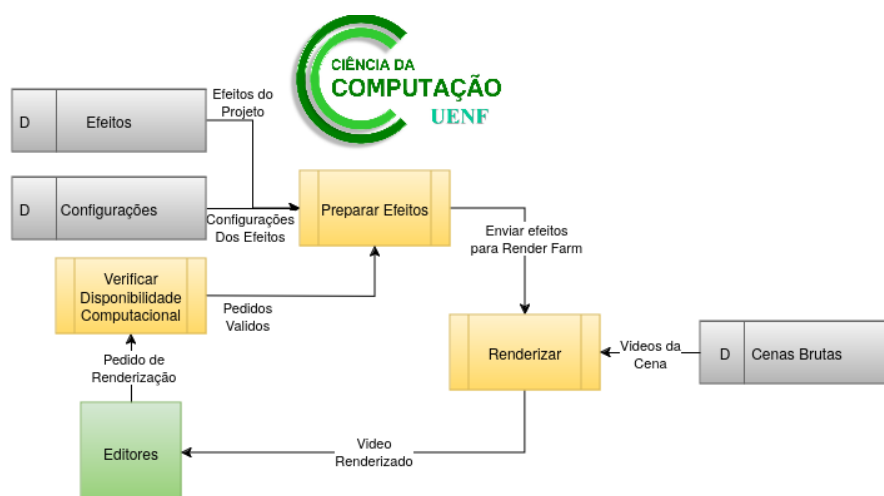 CIÊNCIA DA
COMPUTAÇÃO
UENF
Efeitos do
Projeto
D
Efeitos
D
Configurações
Configurações
Dos Efeitos
Preparar Efeitos
Enviar efeitos
para Render Farm
Verificar
Disponibilidade
Computacional
Pedidos
Validos
Pedido de
Renderização
Renderizar
Videos da
Cena
D
Cenas Brutas
Editores
Video
Renderizado